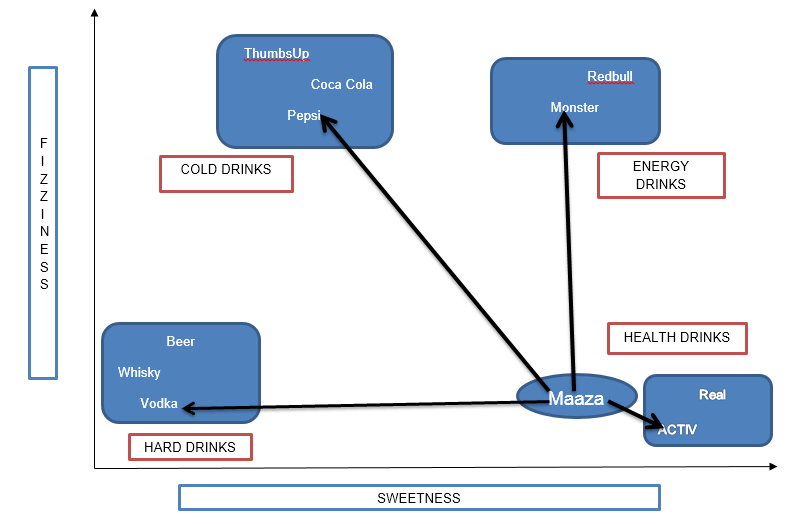 ThumbsUp
Coca Cola
Pepsi
COLD DRINKS
Redbull
Monster
ENERGY
DRINKS
FIZZINESS
Beer
Whisky
Vodka
HARD DRINKS
HEALTH DRINKS
Maaza
Real
ACTIV
SWEETNESS